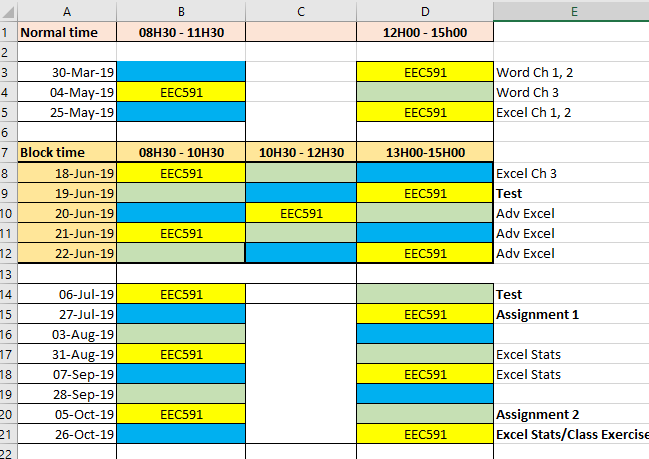 A B C D E
1 Normal time 08H30 - 11H30 12H00 - 15h00
2
3 30-Mar-19 EEC591 Word Ch 1, 2
4 04-May-19 EEC591 Word Ch 3
5 25-May-19 EEC591 Excel Ch 1, 2
6
7 Block time 08H30 - 10H30 10H30 - 12H30 13H00-15H00
8 18-Jun-19 EEC591 Excel Ch 3
9 19-Jun-19 EEC591 Test
10 20-Jun-19 EEC591 Adv Excel
11 21-Jun-19 EEC591 Adv Excel
12 22-Jun-19 EEC591 Adv Excel
13
14 06-Jul-19 EEC591 Test
15 27-Jul-19 EEC591 Assignment 1
16 03-Aug-19
17 31-Aug-19 EEC591 Excel Stats
18 07-Sep-19 EEC591 Excel Stats
19 28-Sep-19
20 05-Oct-19 EEC591 Assignment 2
21 26-Oct-19 EEC591 Excel Stats/Class Exercise
22